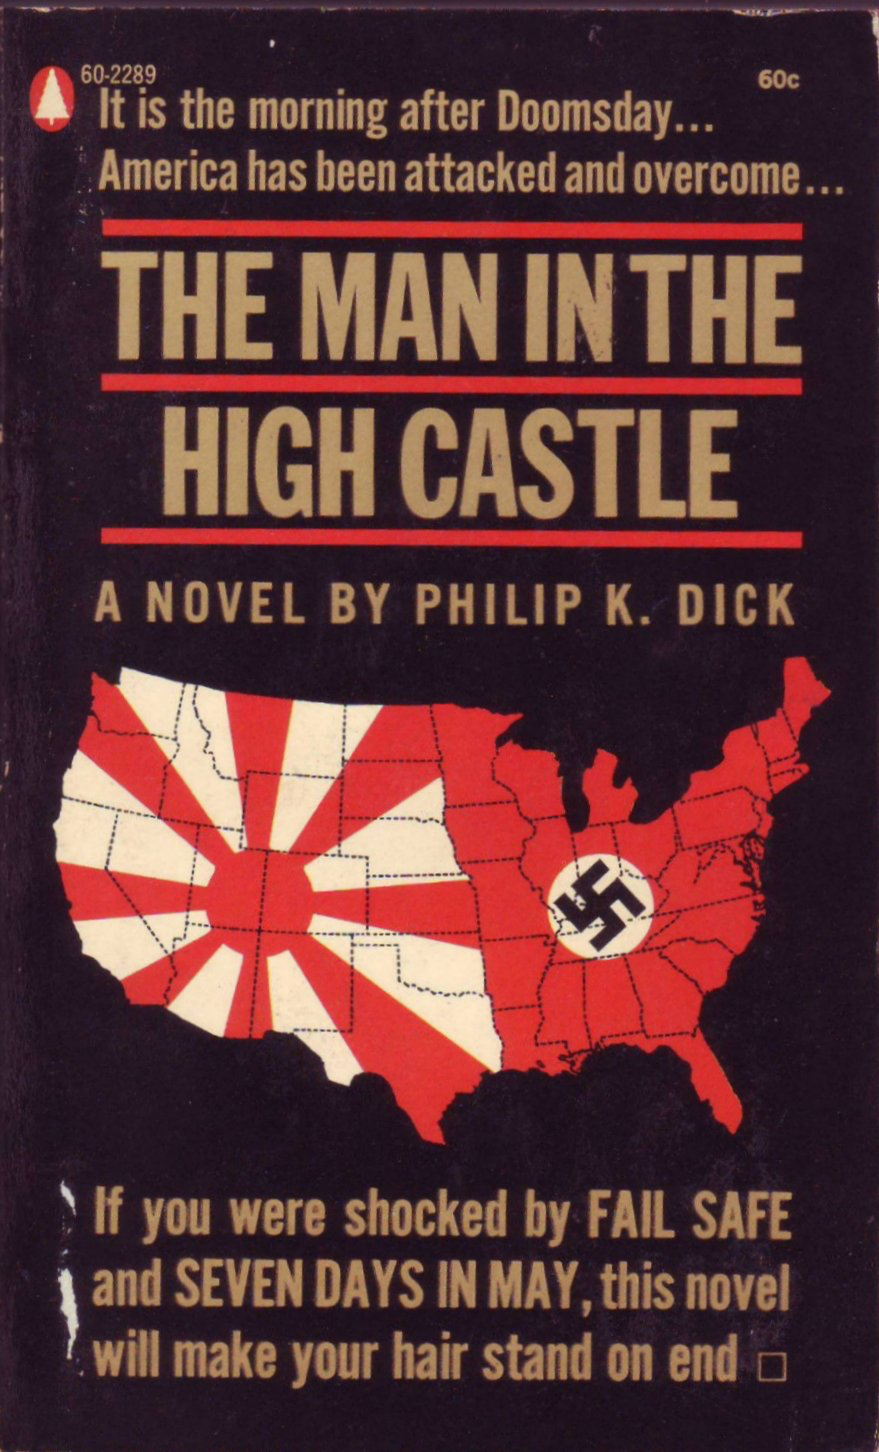 60-2289
60c
It is the morning after Doomsday...
America has been attacked and overcome...
THE MAN IN THE
HIGH CASTLE
A NOVEL BY PHILIP K. DICK
If you were shocked by FAIL SAFE
and SEVEN DAYS IN MAY, this novel
will make your hair stand on end